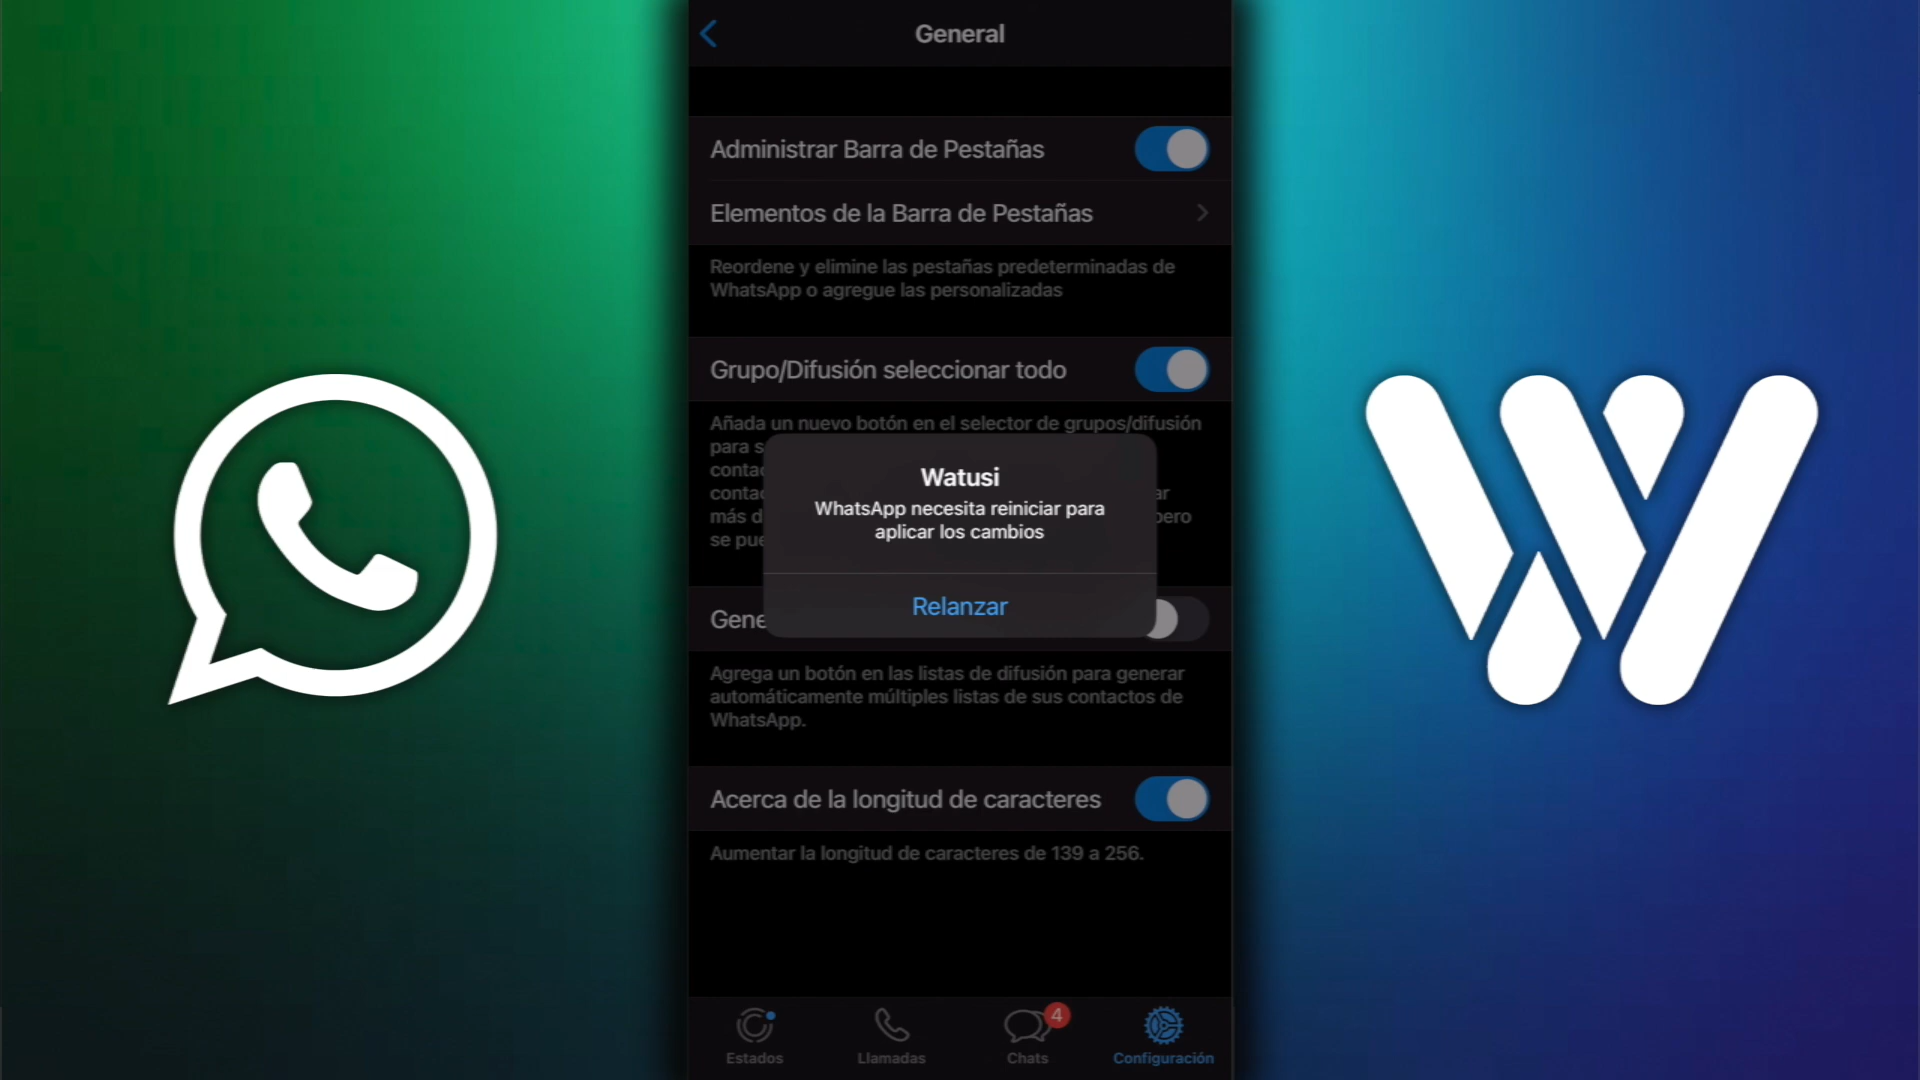 General
Administrar Barra de Pestañas
Elementos de la Barra de Pestañas
Reordene y elimine las pestañas predeterminadas de
WhatsApp o agregue las personalizadas
Grupo/Difusión seleccionar todo
Añada un nuevo botón en el selector de grupos/difusión
para
Watusi
WhatsApp necesita reiniciar para
aplicar los cambios
más
se
Relanzar
Agrega un botón en las listas de difusión para generar
automáticamente múltiples listas de sus contactos de
WhatsApp.
Acerca de la longitud de caracteres
Aumentar la longitud de caracteres de 139 a 256.
4
Estados
Llamadas
Chats
Configuración